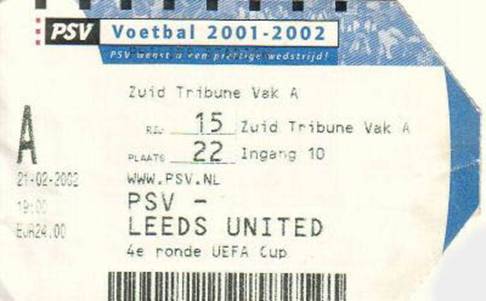 PSV Voetbal 2001-2002
PSV wenst u een prettige wedstrijd!
Zuid Tribune Vak A
RIJ 15 Zuid Tribune Vak A
PLAATS 22 Ingang 10
A
21-02-2002
19:00
EUR24.00
WWW.PSV.NL
PSV -
LEEDS UNITED
4e ronde UEFA Cup